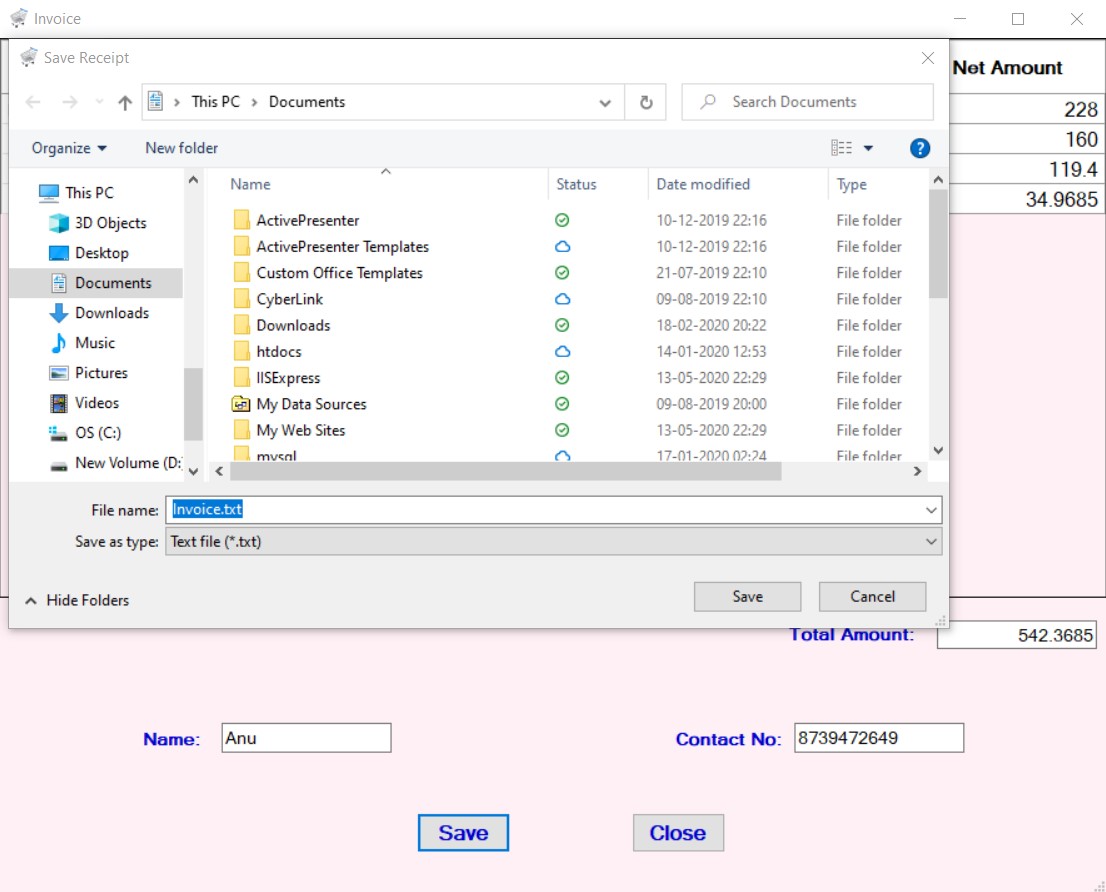 Invoice
Save Receipt
Net Amount
This PC > Documents
Search Documents
228
160
119.4
34.9685
Organize
New folder
?
This PC
3D Objects
Desktop
Documents
Downloads
Music
Pictures
Videos
OS (C:)
New Volume (D:
Name Status Date modified Type
ActivePresenter 10-12-2019 22:16 File folder
ActivePresenter Templates 10-12-2019 22:16 File folder
Custom Office Templates 21-07-2019 22:10 File folder
CyberLink 09-08-2019 22:10 File folder
Downloads 18-02-2020 20:22 File folder
htdocs 14-01-2020 12:53 File folder
IISExpress 13-05-2020 22:29 File folder
My Data Sources 09-08-2019 20:00 File folder
My Web Sites 13-05-2020 22:29 File folder
mysql 17-01-2020 02:24 File folder
File name: Invoice.txt
Save as type: Text file (*.txt)
Hide Folders
Save Cancel
Total Amount: 542.3685
Name: Anu
Contact No: 8739472649
Save Close